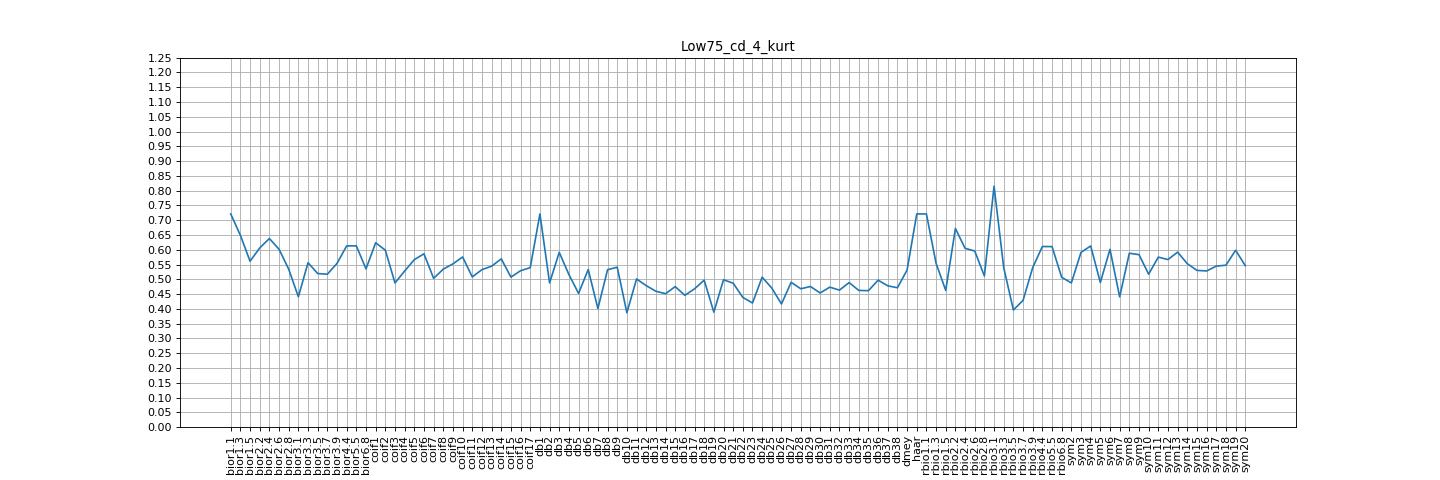 Low75_cd_4_kurt
1.25
1.20
1.15
1.10
1.05
1.00
0.95
0.90
0.85
0.80
0.75
0.70
0.65
0.60
0.55
0.50
0.45
0.40
0.35
0.30
0.25
0.20
0.15
0.10
0.05
0.00
bior1.1
bior1.3
bior1.5
bior2.2
bior2.4
bior2.6
bior2.8
bior3.1
bior3.3
bior3.5
bior3.7
bior3.9
bior4.4
bior5.5
bior6.8
coif1
coif2
coif3
coif4
coif5
coif6
coif7
coif8
coif9
coif10
coif11
coif12
coif13
coif14
coif15
coif16
coif17
db1
db2
db3
db4
db5
db6
db7
db8
db9
db10
db11
db12
db13
db14
db15
db16
db17
db18
db19
db20
db21
db22
db23
db24
db25
db26
db27
db28
db29
db30
db31
db32
db33
db34
db35
db36
db37
db38
dmey
haar
rbio1.1
rbio1.3
rbio1.5
rbio2.2
rbio2.4
rbio2.6
rbio2.8
rbio3.1
rbio3.3
rbio3.5
rbio3.7
rbio3.9
rbio4.4
rbio5.5
rbio6.8
sym2
sym3
sym4
sym5
sym6
sym7
sym8
sym9
sym10
sym11
sym12
sym13
sym14
sym15
sym16
sym17
sym18
sym19
sym20